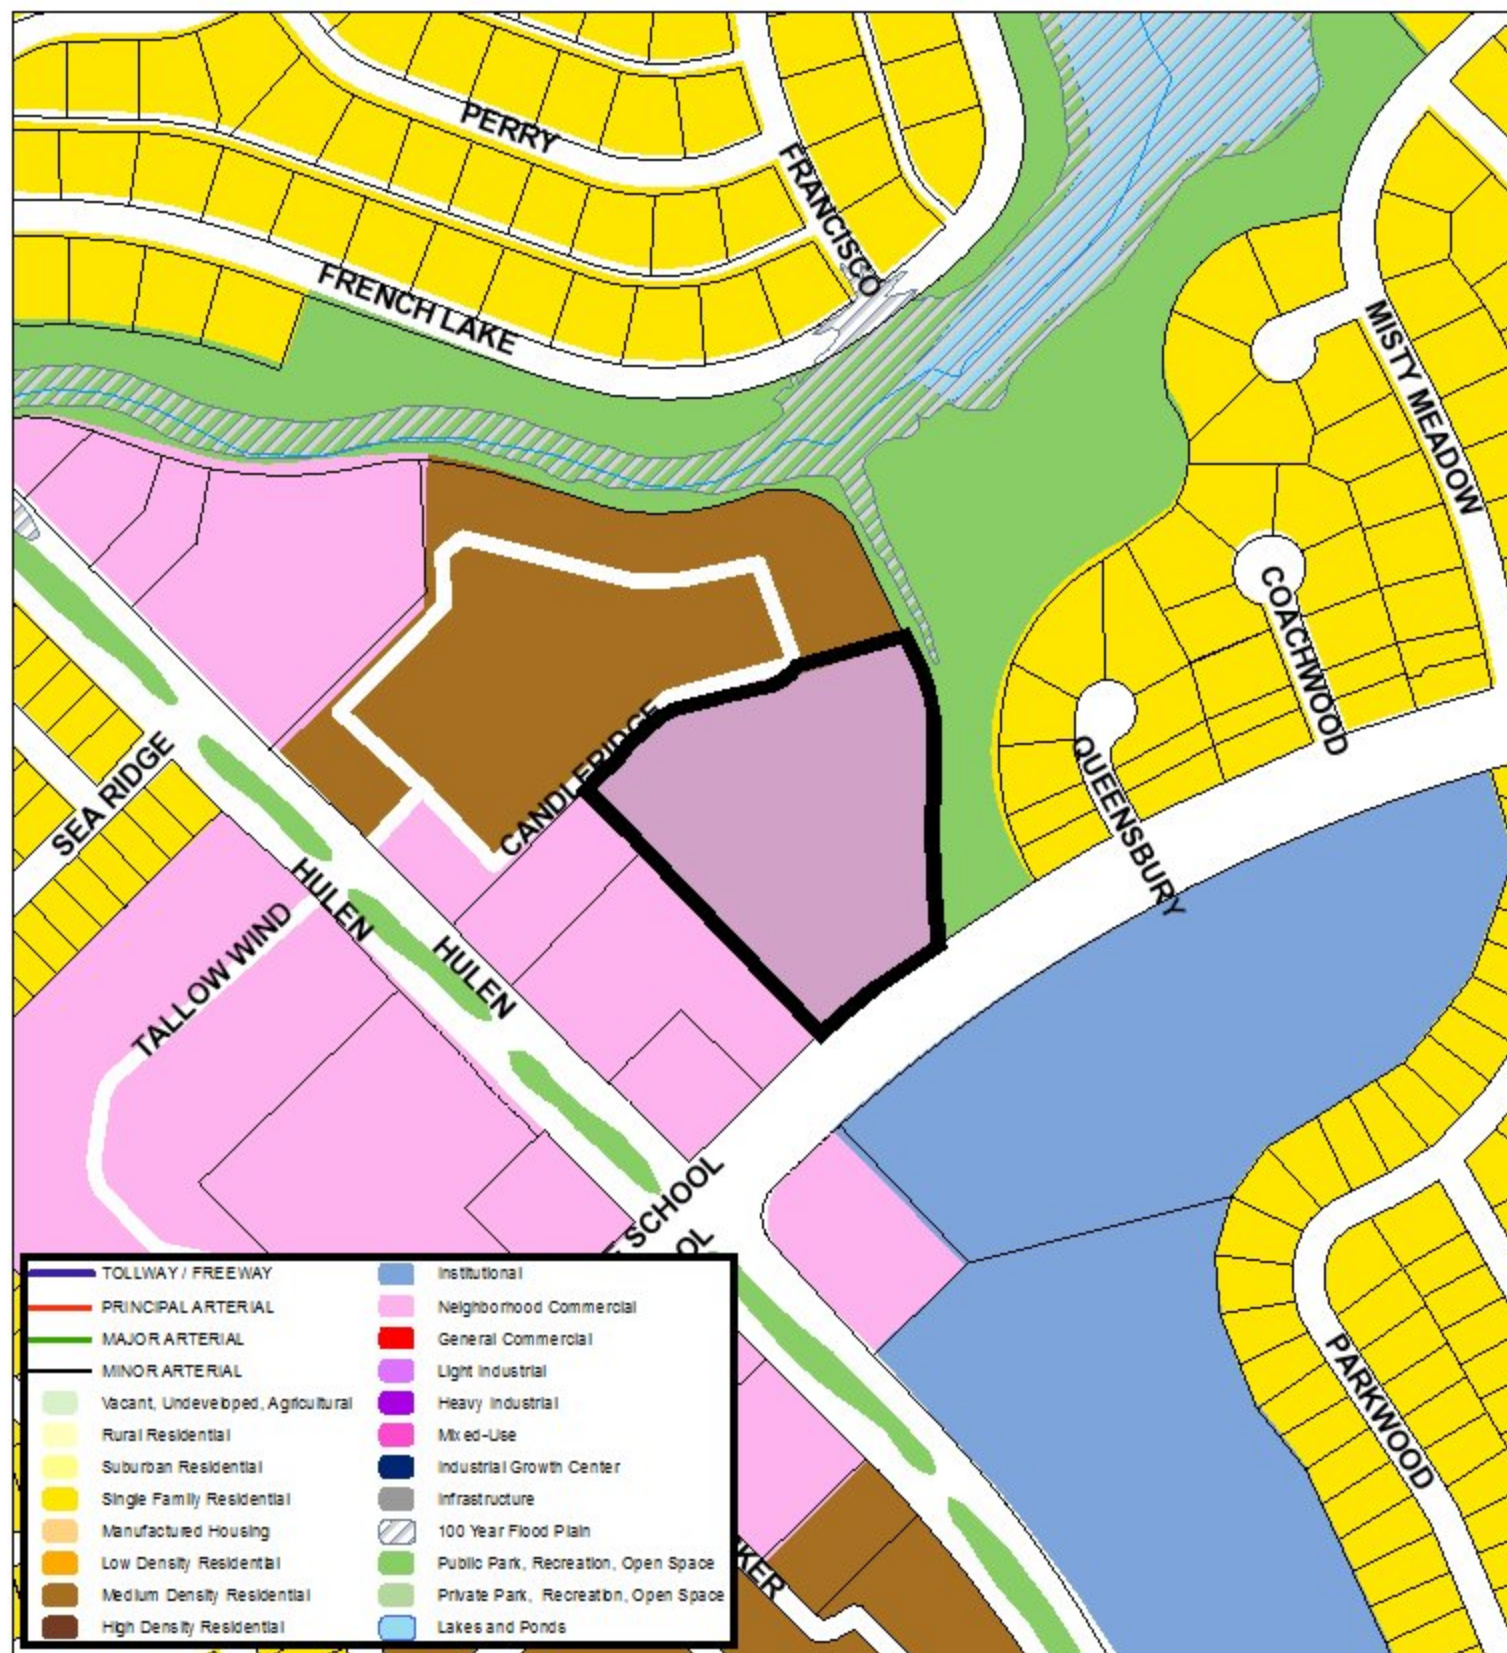 PERRY
FRANCISCO
FRENCH LAKE
MISTY MEADOW
COACHWOOD
CANDLERIDGE
QUEENSBURY
SEA RIDGE
HULEN
TALLOW WIND
HULEN
SCHOOL
PARKWOOD
TOLLWAY / FREEWAY
PRINCIPAL ARTERIAL
MAJOR ARTERIAL
MINOR ARTERIAL
Vacant, Undeveloped, Agricultural
Rural Residential
Suburban Residential
Single Family Residential
Manufactured Housing
Low Density Residential
Medium Density Residential
High Density Residential
Institutional
Neighborhood Commercial
General Commercial
Light Industrial
Heavy Industrial
Mixed-Use
Industrial Growth Center
Infrastructure
100 Year Flood Plain
Public Park, Recreation, Open Space
Private Park, Recreation, Open Space
Lakes and Ponds